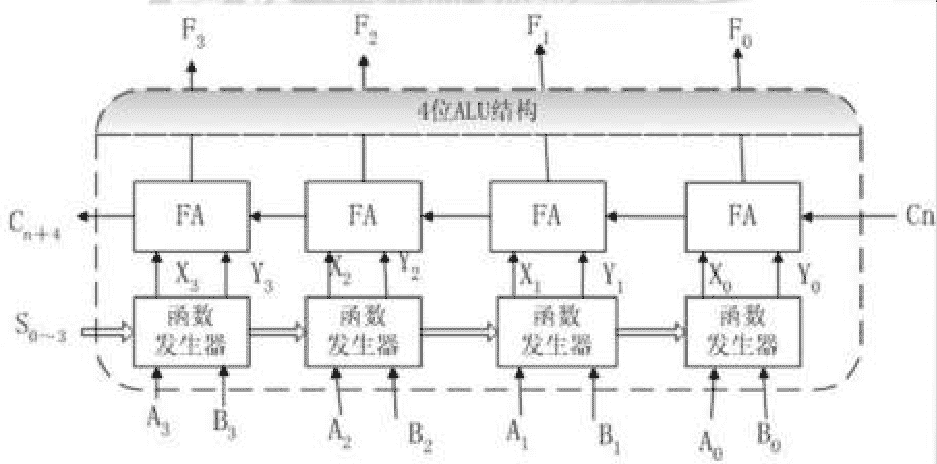 F₃ F₂ F₁ F₀
4位ALU结构
FA FA FA FA
Cₙ₊₄ Cn
X₃ Y₃ X₂ Y₂ X₁ Y₁ X₀ Y₀
S₀~₃
函数 函数 函数 函数
发生器 发生器 发生器 发生器
A₃ B₃ A₂ B₂ A₁ B₁ A₀ B₀